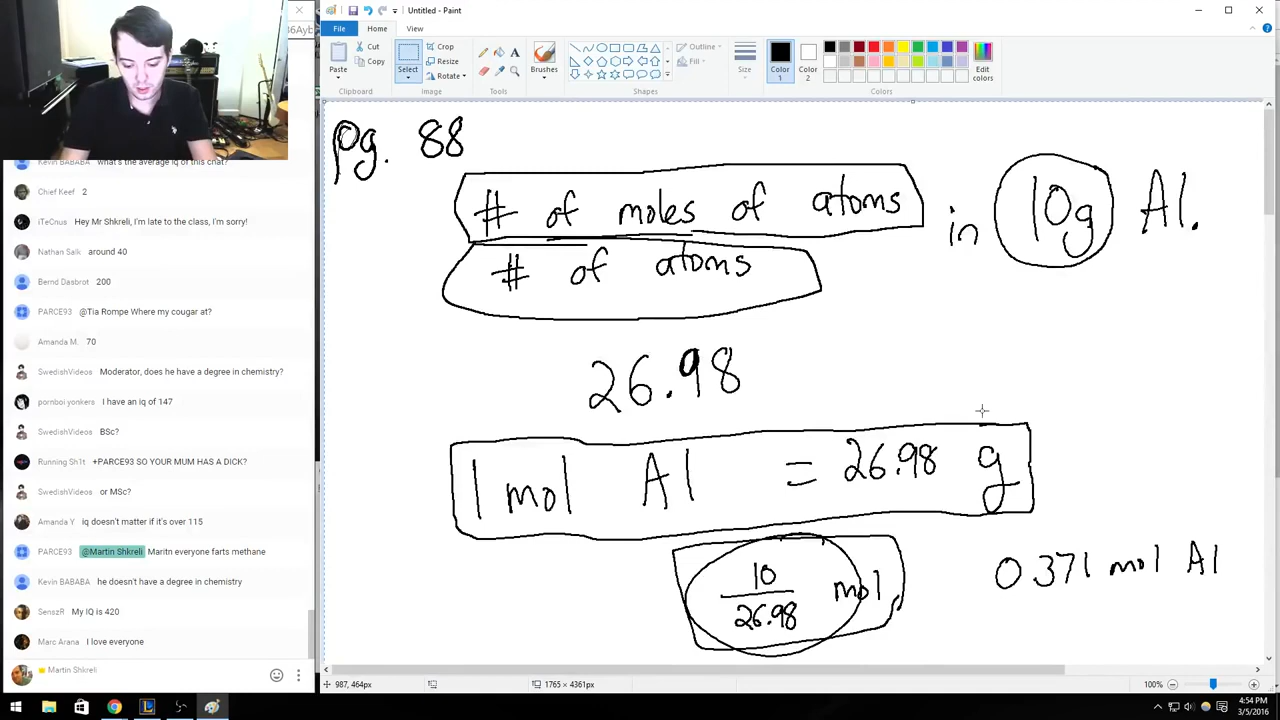 Untitled - Paint
File
Home
View
Paste
Cut
Copy
Clipboard
Select
Crop
Resize
Rotate
Image
Tools
Brushes
Shapes
Outline
Fill
Size
Color 1
Color 2
Edit colors
Colors
pg. 88
# of moles of atoms in 10g Al.
# of atoms
26.98
1 mol Al = 26.98 g
10
26.98
mol
0.371 mol Al
Kevin BABABA what's the average iq of this chat?
Chief Keef 2
iTeCnus Hey Mr Shkreli, I'm late to the class, I'm sorry!
Nathan Saik around 40
Bernd Dasbrot 200
PARCE93 @Tia Rompe Where my cougar at?
Amanda M. 70
SwedishVideos Moderator, does he have a degree in chemistry?
pornboi yonkers I have an iq of 147
SwedishVideos BSc?
Running Sh1t +PARCE93 SO YOUR MUM HAS A DICK?
SwedishVideos or MSc?
Amanda Y iq doesn't matter if it's over 115
PARCE93 @Martin Shkreli Maritn everyone farts methane
Kevin BABABA he doesn't have a degree in chemistry
SenszR My IQ is 420
Marc Arana I love everyone
Martin Shkreli
987, 464px
1765 × 4361px
100%
4:54 PM
3/5/2016